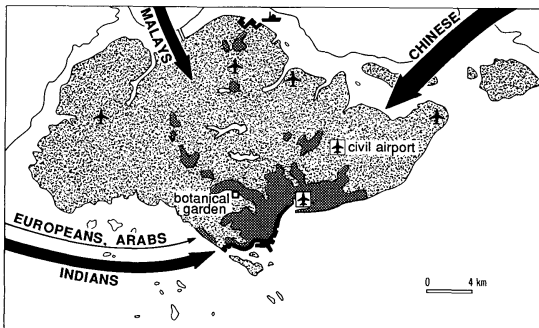 MALAYS
CHINESE
civil airport
botanical
garden
EUROPEANS, ARABS
INDIANS
0 4 km